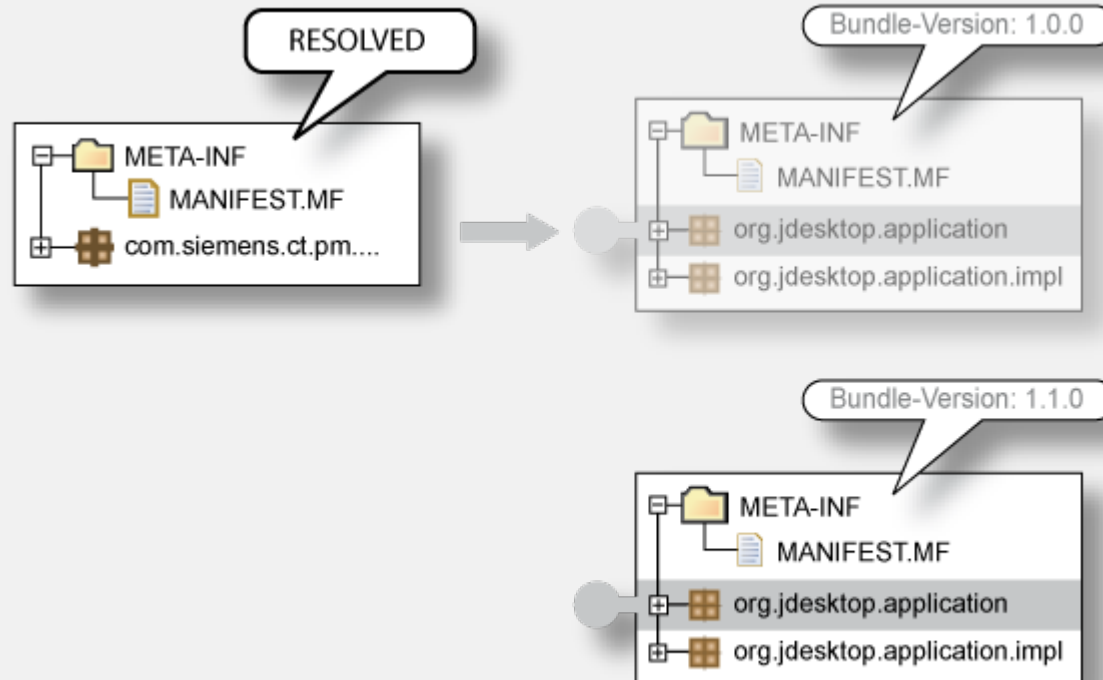 RESOLVED
Bundle-Version: 1.0.0
META-INF
MANIFEST.MF
com.siemens.ct.pm....
META-INF
MANIFEST.MF
org.jdesktop.application
org.jdesktop.application.impl
Bundle-Version: 1.1.0
META-INF
MANIFEST.MF
org.jdesktop.application
org.jdesktop.application.impl